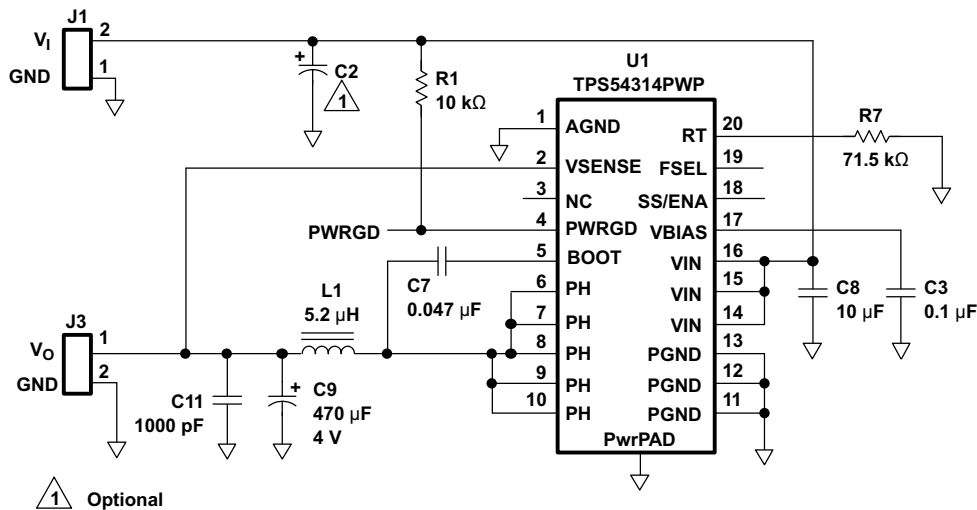 J1
VI
2
GND
1
+
C2
1
R1
10 kΩ
U1
TPS54314PWP
1
AGND
2
VSENSE
3
NC
4
PWRGD
5
BOOT
6
PH
7
PH
8
PH
9
PH
10
PH
20
RT
19
FSEL
18
SS/ENA
17
VBIAS
16
VIN
15
VIN
14
VIN
13
PGND
12
PGND
11
PGND
PwrPAD
R7
71.5 kΩ
PWRGD
C7
0.047 μF
L1
5.2 μH
C8
10 μF
C3
0.1 μF
J3
VO
1
GND
2
C11
1000 pF
+
C9
470 μF
4 V
1 Optional